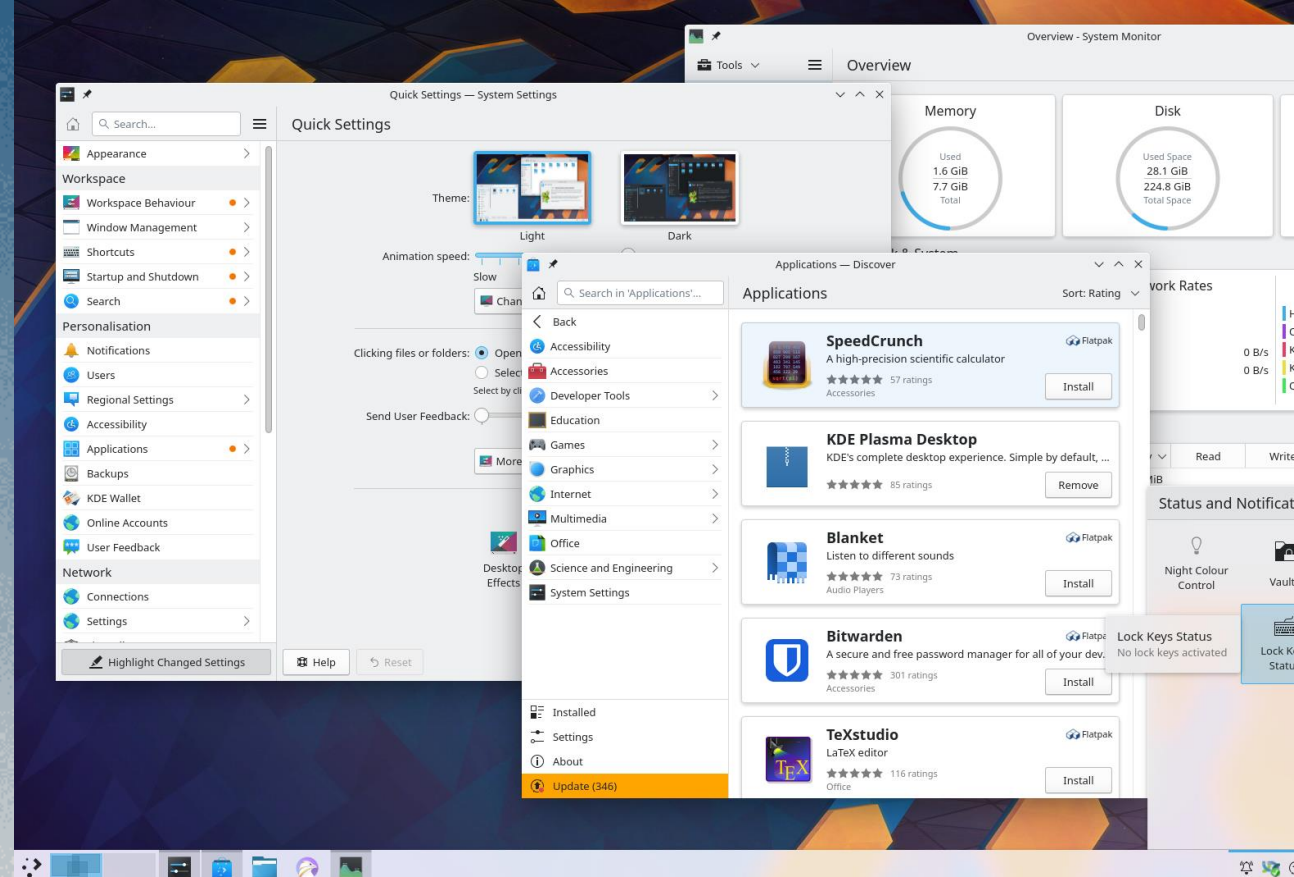 Overview - System Monitor
Tools
Overview
Memory
Used
1.6 GiB
7.7 GiB
Total
Disk
Used Space
28.1 GiB
224.8 GiB
Total Space
0 B/s
0 B/s
Read
Quick Settings — System Settings
Search...
Quick Settings
Appearance
Workspace
Workspace Behaviour
Window Management
Shortcuts
Startup and Shutdown
Search
Personalisation
Notifications
Users
Regional Settings
Accessibility
Applications
Backups
KDE Wallet
Online Accounts
User Feedback
Network
Connections
Settings
Highlight Changed Settings
Help
Reset
Theme:
Light
Dark
Animation speed:
Slow
Clicking files or folders:
Open
Select by
Send User Feedback:
More
Desktop
Effects
Applications — Discover
Search in 'Applications'...
Applications
Sort: Rating
Back
Accessibility
Accessories
Developer Tools
Education
Games
Graphics
Internet
Multimedia
Office
Science and Engineering
System Settings
Installed
Settings
About
Update (346)
SpeedCrunch
Flatpak
A high-precision scientific calculator
57 ratings
Accessories
Install
KDE Plasma Desktop
KDE's complete desktop experience. Simple by default, ...
85 ratings
Remove
Blanket
Flatpak
Listen to different sounds
73 ratings
Audio Players
Install
Bitwarden
A secure and free password manager for all of your dev.
301 ratings
Accessories
Install
TeXstudio
Flatpak
LaTeX editor
116 ratings
Office
Install
work Rates
Status and
Night Colour
Control
Lock Keys Status
No lock keys activated
Lock